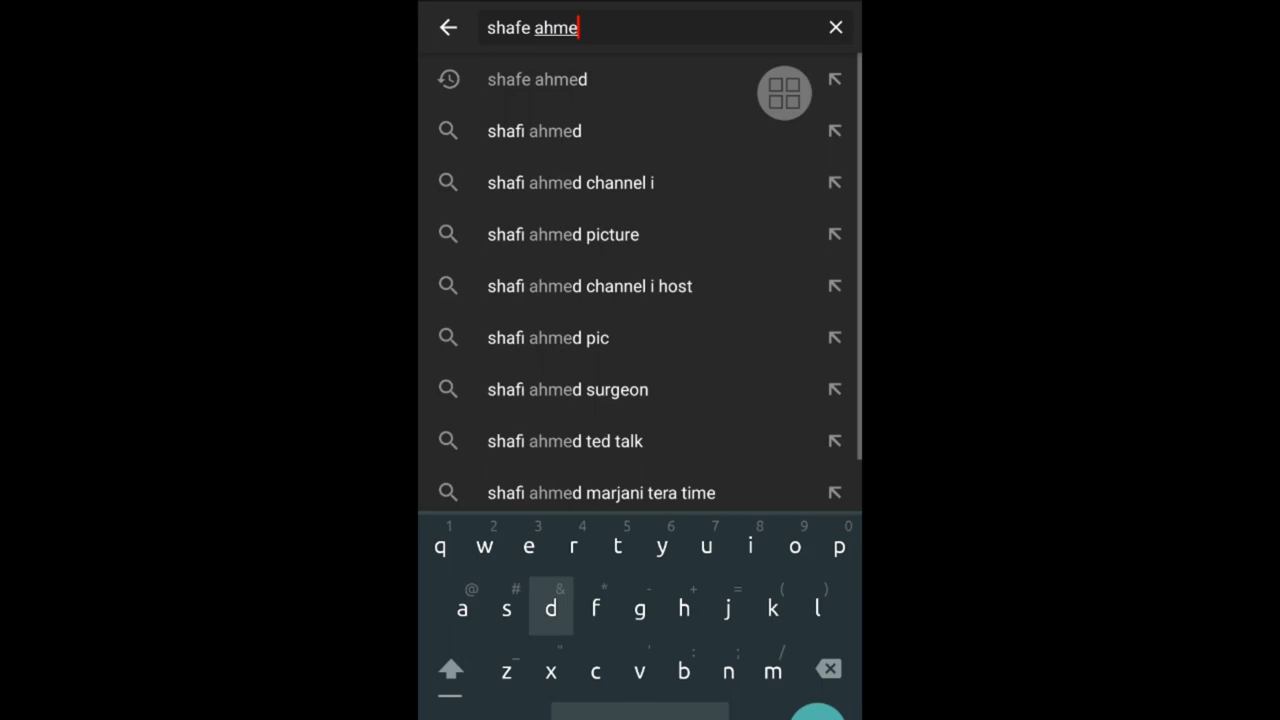 shafe ahme
shafe ahmed
shafi ahmed
shafi ahmed channel i
shafi ahmed picture
shafi ahmed channel i host
shafi ahmed pic
shafi ahmed surgeon
shafi ahmed ted talk
shafi ahmed marjani tera time
1 2 3 4 5 6 7 8 9 0
q w e r t y u i o p
@ # & * - + = ( )
a s d f g h j k l
_ " ' : ; /
z x c v b n m